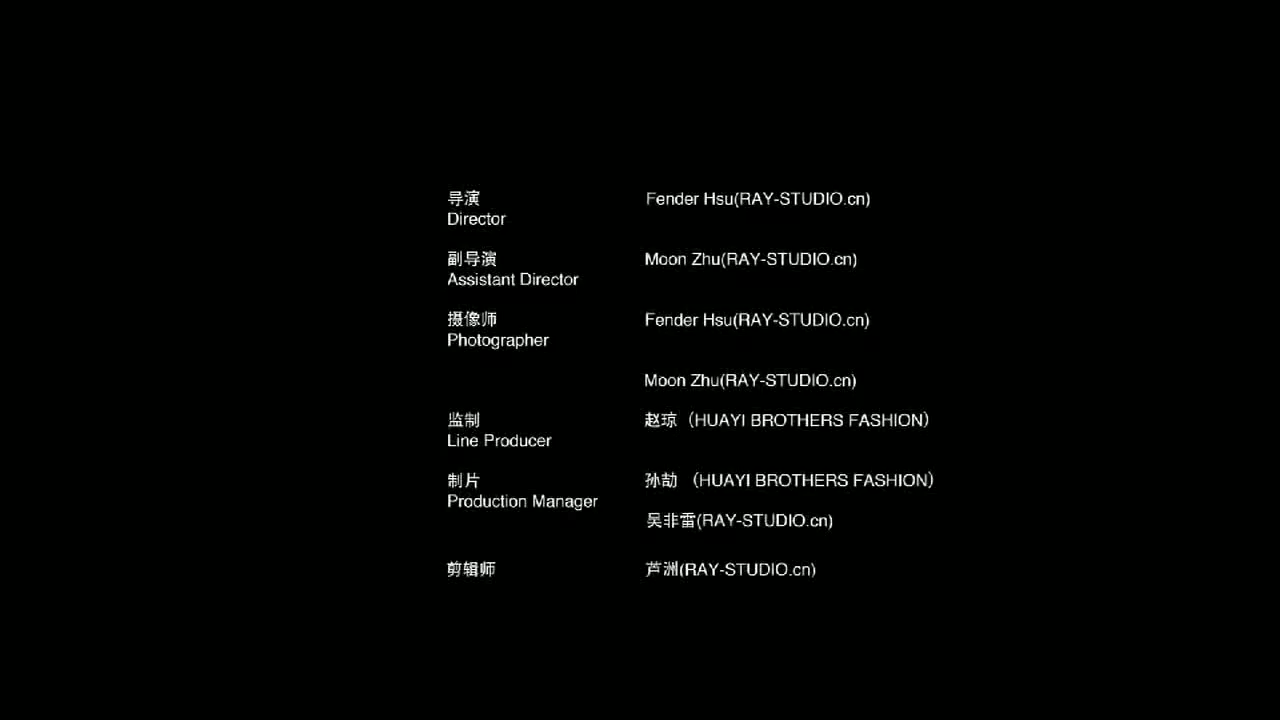 导演 Fender Hsu(RAY-STUDIO.cn)
Director
副导演 Moon Zhu(RAY-STUDIO.cn)
Assistant Director
摄像师 Fender Hsu(RAY-STUDIO.cn)
Photographer
Moon Zhu(RAY-STUDIO.cn)
监制 赵琼（HUAYI BROTHERS FASHION）
Line Producer
制片 孙劼 （HUAYI BROTHERS FASHION）
Production Manager
吴非雷(RAY-STUDIO.cn)
剪辑师 芦洲(RAY-STUDIO.cn)